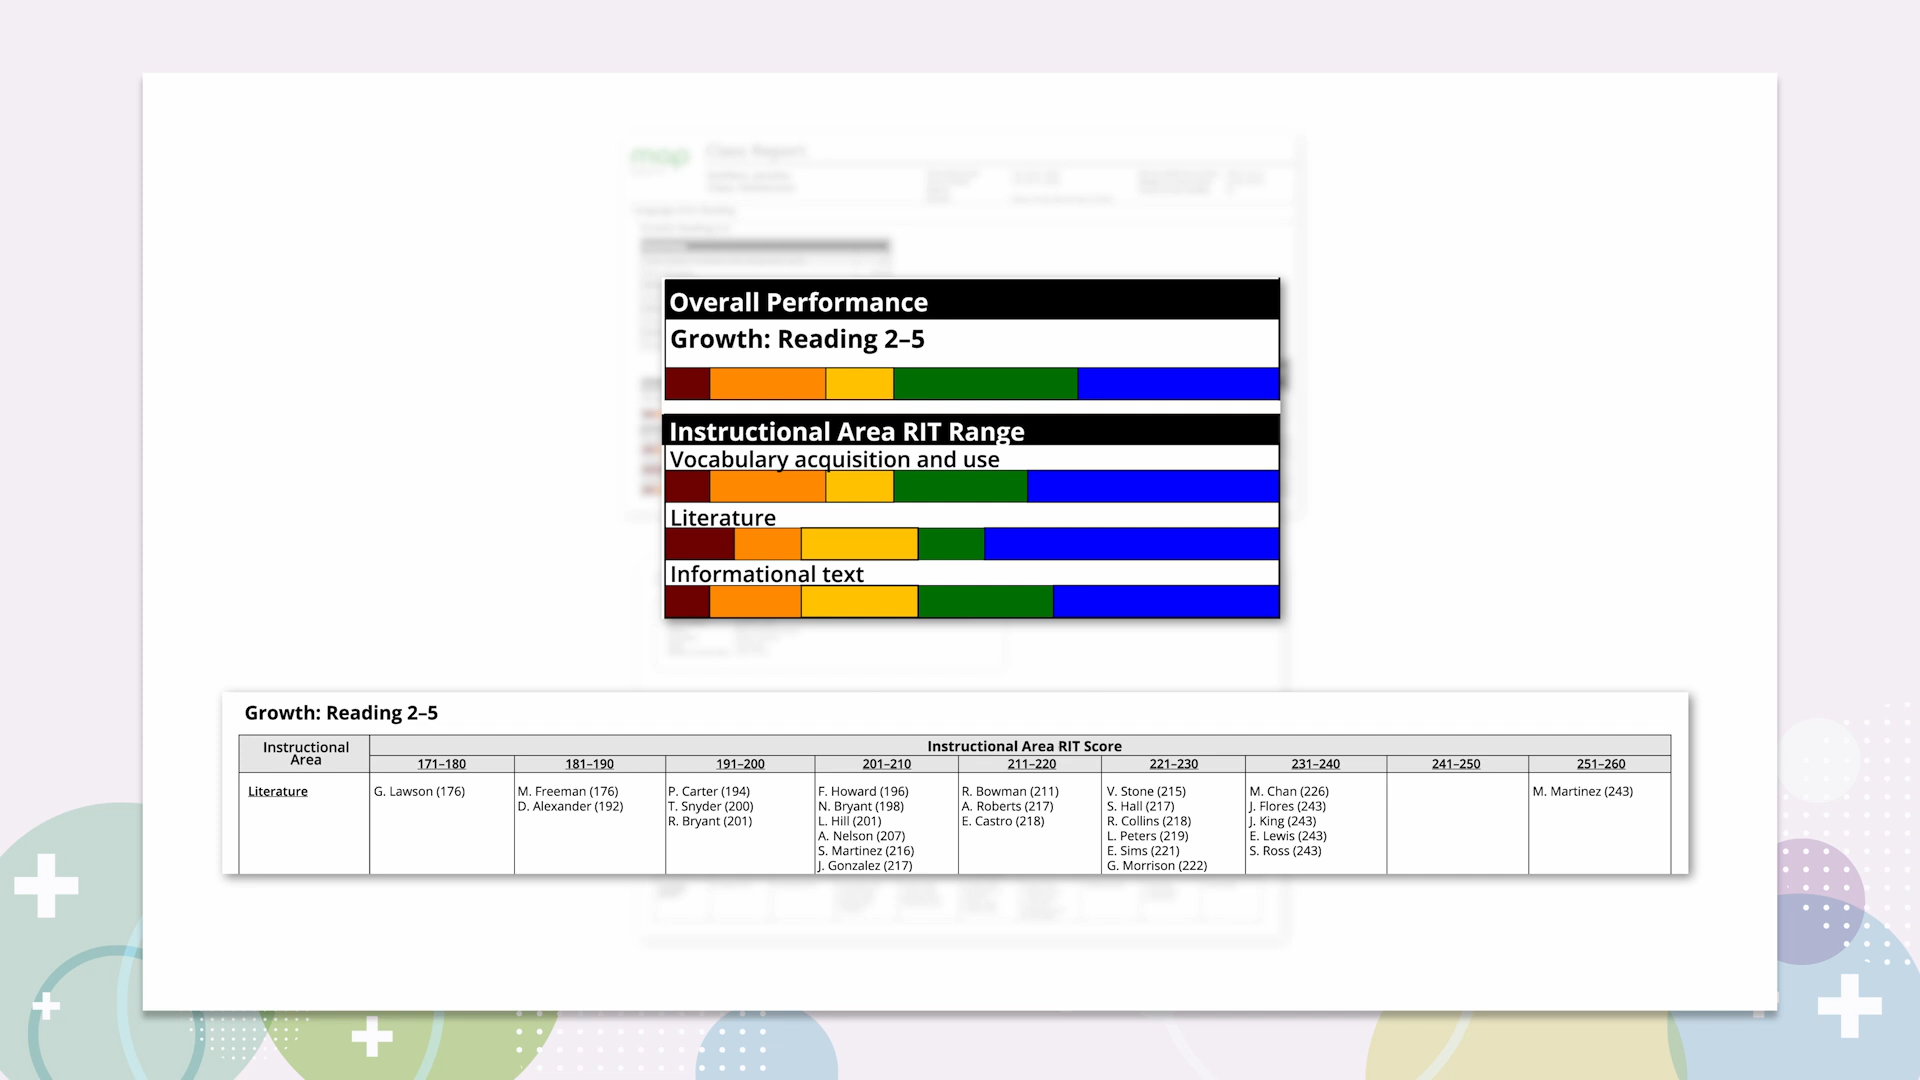 map Class Report
Overall Performance
Growth: Reading 2–5
Instructional Area RIT Range
Vocabulary acquisition and use
Literature
Informational text
Growth: Reading 2–5
Instructional Area
Instructional Area RIT Score
171–180 181–190 191–200 201–210 211–220 221–230 231–240 241–250 251–260
Literature G. Lawson (176) M. Freeman (176) P. Carter (194) F. Howard (196) R. Bowman (211) V. Stone (215) M. Chan (226) M. Martinez (243)
D. Alexander (192) T. Snyder (200) N. Bryant (198) A. Roberts (217) S. Hall (217) J. Flores (243)
R. Bryant (201) L. Hill (201) E. Castro (218) R. Collins (218) J. King (243)
A. Nelson (207) L. Peters (219) E. Lewis (243)
S. Martinez (216) E. Sims (221) S. Ross (243)
J. Gonzalez (217) G. Morrison (222)